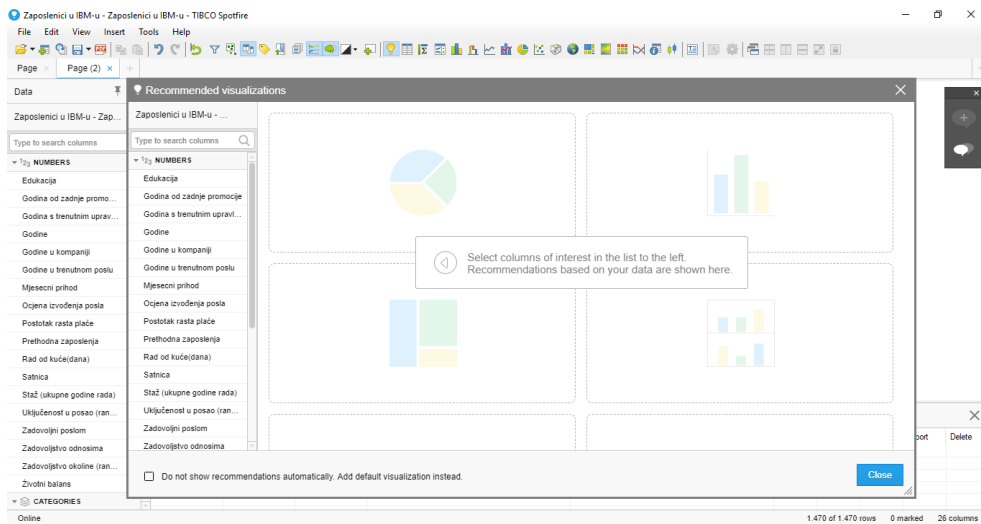 Zaposlenici u IBM-u - Zaposlenici u IBM-u - TIBCO Spotfire
File Edit View Insert Tools Help
Page Page (2)
Data
Zaposlenici u IBM-u - Zap...
Type to search columns
123 NUMBERS
Edukacija
Godina od zadnje promo...
Godina s trenutnim uprav...
Godine
Godine u kompaniji
Godine u trenutnom poslu
Mjesecni prihod
Ocjena izvođenja posla
Postotak rasta plaće
Prethodna zaposlenja
Rad od kuće(dana)
Satnica
Staž (ukupne godine rada)
Uključenost u posao (ran...
Zadovoljni poslom
Zadovoljstvo odnosima
Zadovoljstvo okoline (ran...
Životni balans
CATEGORIES
Recommended visualizations
Zaposlenici u IBM-u - ...
Type to search columns
123 NUMBERS
Edukacija
Godina od zadnje promocije
Godina s trenutnim upravl...
Godine
Godine u kompaniji
Godine u trenutnom poslu
Mjesecni prihod
Ocjena izvođenja posla
Postotak rasta plaće
Prethodna zaposlenja
Rad od kuće(dana)
Satnica
Staž (ukupne godine rada)
Uključenost u posao (ran...
Zadovoljni poslom
Zadovoljstvo odnosima
Select columns of interest in the list to the left.
Recommendations based on your data are shown here.
Do not show recommendations automatically. Add default visualization instead.
Close
port Delete
Online 1.470 of 1.470 rows 0 marked 26 columns